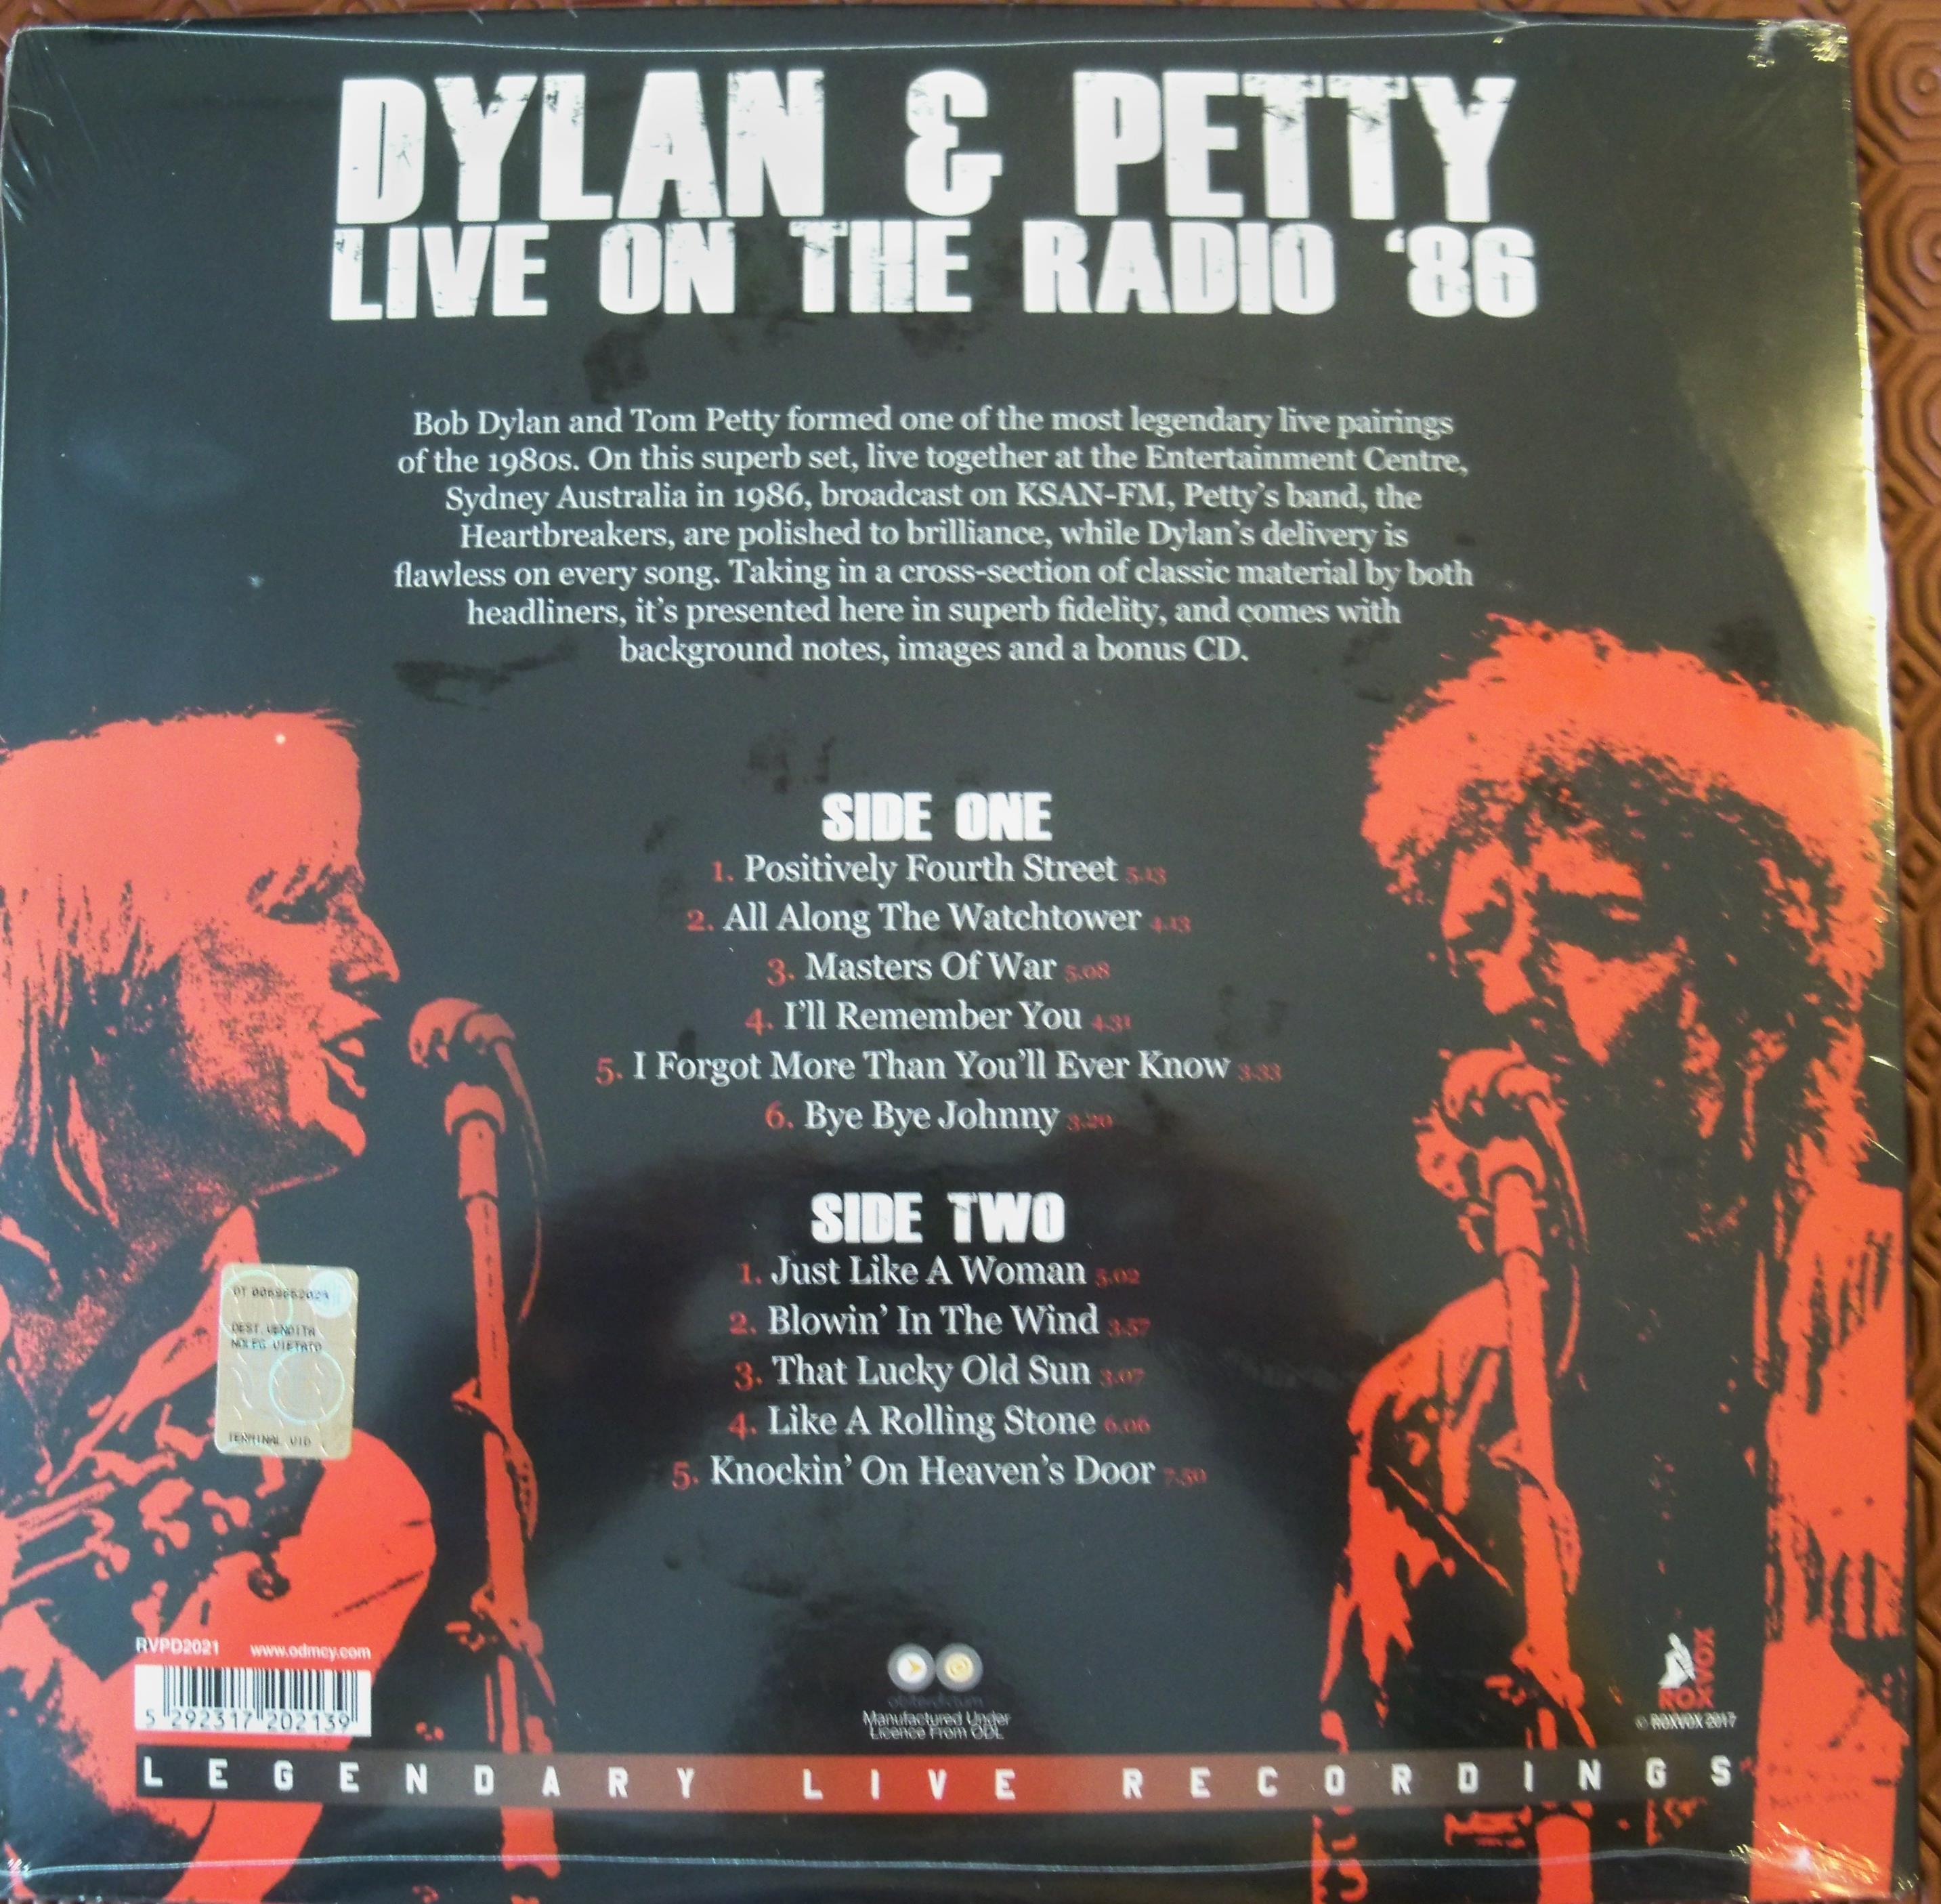 DYLAN & PETTY
LIVE ON THE RADIO '86
Bob Dylan and Tom Petty formed one of the most legendary live pairings
of the 1980s. On this superb set, live together at the Entertainment Centre,
Sydney Australia in 1986, broadcast on KSAN-FM, Petty's band, the
Heartbreakers, are polished to brilliance, while Dylan's delivery is
flawless on every song. Taking in a cross-section of classic material by both
headliners, it's presented here in superb fidelity, and comes with
background notes, images and a bonus CD.
SIDE ONE
1. Positively Fourth Street 5.13
2. All Along The Watchtower 4.13
3. Masters Of War 5.08
4. I'll Remember You 4.31
5. I Forgot More Than You'll Ever Know 3.33
6. Bye Bye Johnny 3.20
SIDE TWO
1. Just Like A Woman 5.02
2. Blowin' In The Wind 3.57
3. That Lucky Old Sun 3.07
4. Like A Rolling Stone 6.06
5. Knockin' On Heaven's Door 7.50
DEST. VENDITA
NOLEG VIETATO
TERMINAL VID
RVPD2021 www.odmcy.com
5 292317 202139
obiterdictum
Manufactured Under
Licence From ODL
ROXVOX
© ROXVOX 2017
LEGENDARY LIVE RECORDINGS